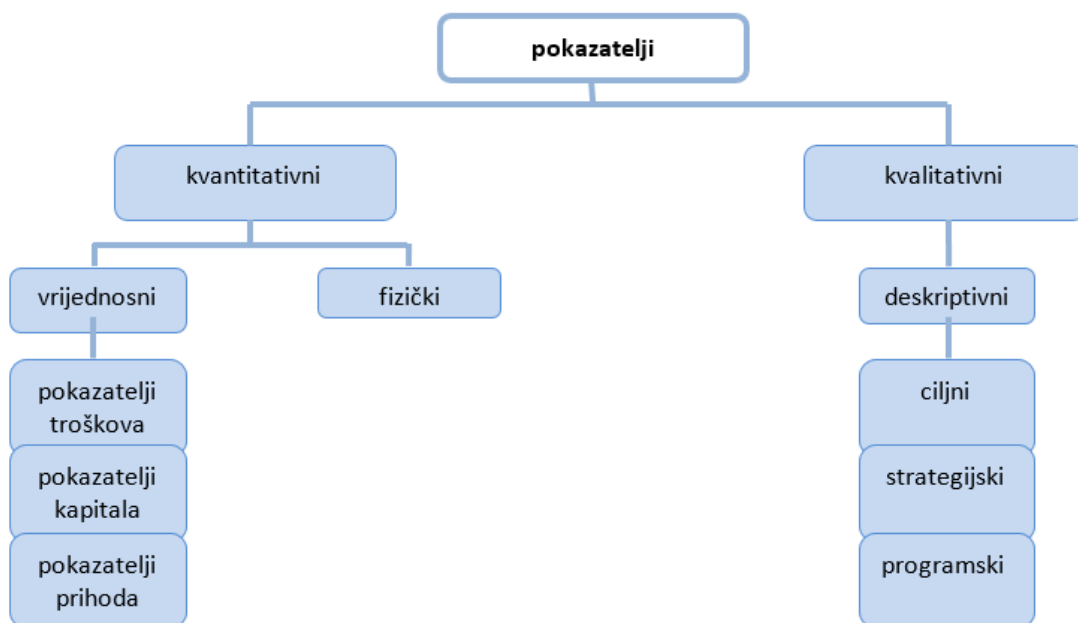 pokazatelji
kvantitativni
kvalitativni
vrijednosni
fizički
deskriptivni
pokazatelji
troškova
ciljni
pokazatelji
kapitala
strategijski
pokazatelji
prihoda
programski